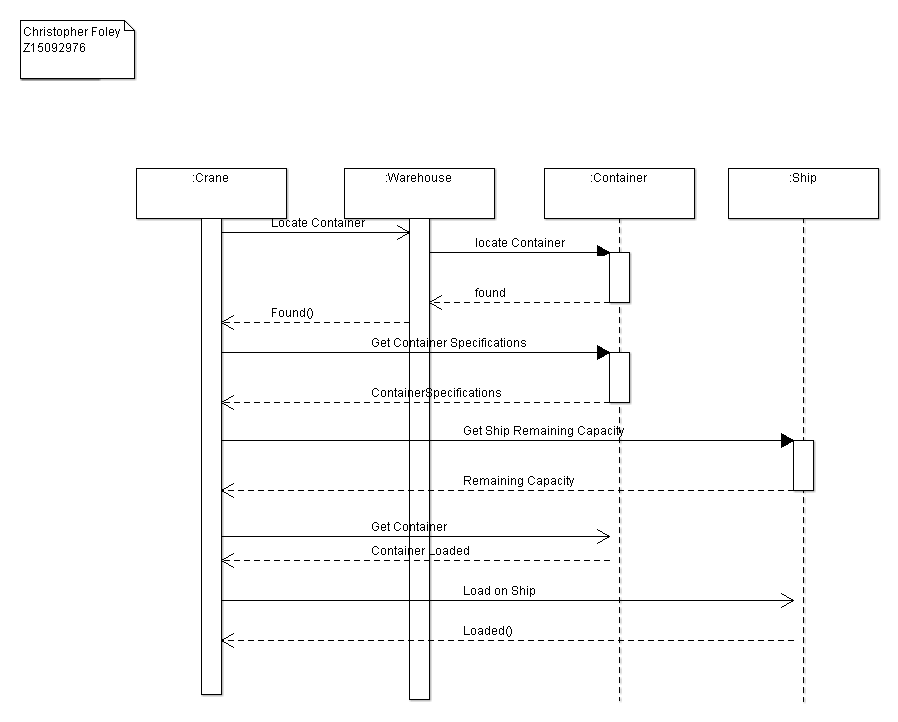 Christopher Foley
Z15092976
:Crane
:Warehouse
:Container
:Ship
Locate Container
locate Container
found
Found()
Get Container Specifications
ContainerSpecifications
Get Ship Remaining Capacity
Remaining Capacity
Get Container
Container Loaded
Load on Ship
Loaded()